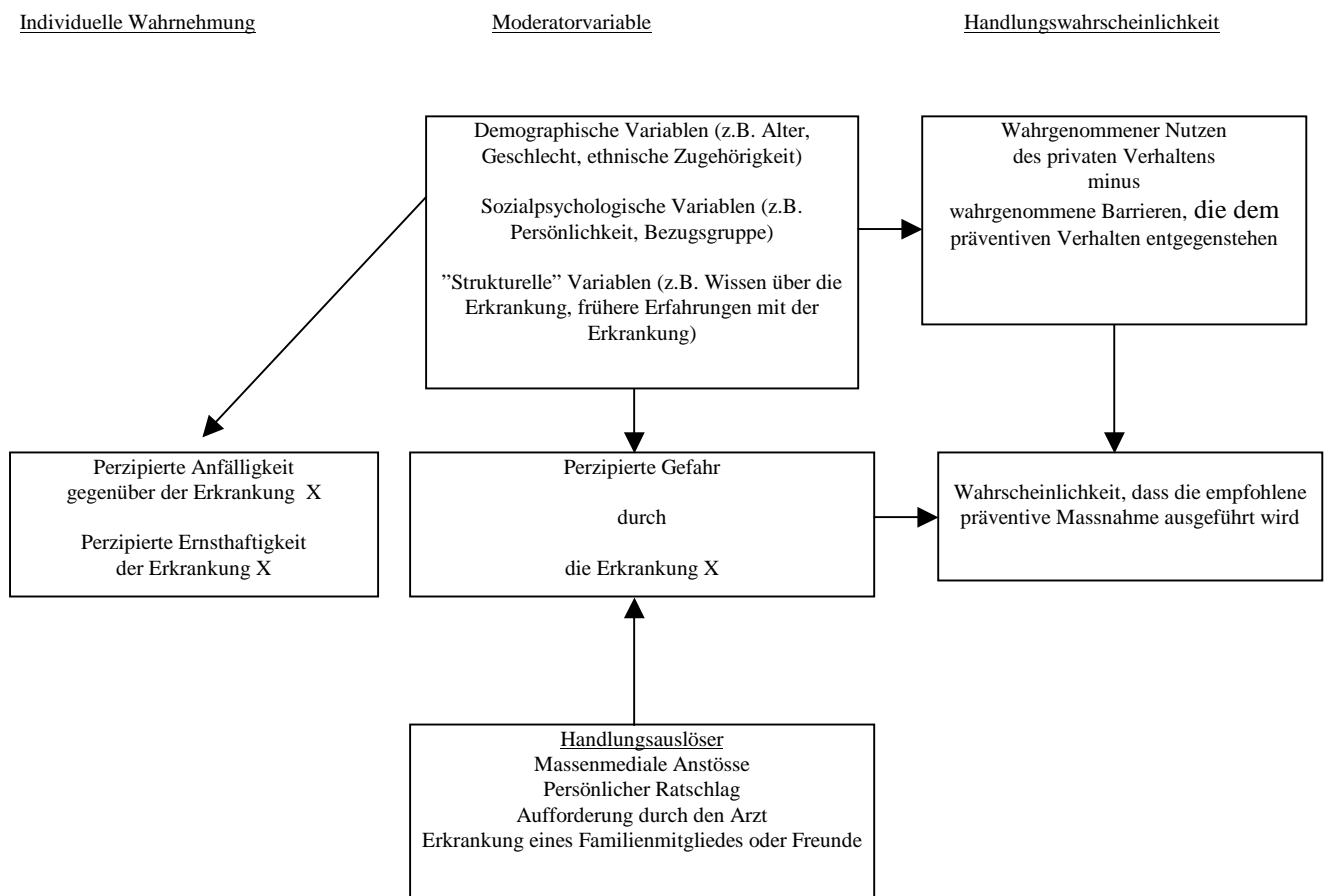 Individuelle Wahrnehmung
Moderatorvariable
Handlungswahrscheinlichkeit
Demographische Variablen (z.B. Alter,
Geschlecht, ethnische Zugehörigkeit)
Sozialpsychologische Variablen (z.B.
Persönlichkeit, Bezugsgruppe)
”Strukturelle” Variablen (z.B. Wissen über die
Erkrankung, frühere Erfahrungen mit der
Erkrankung)
Wahrgenommener Nutzen
des privaten Verhaltens
minus
wahrgenommene Barrieren, die dem
präventiven Verhalten entgegenstehen
Perzipierte Anfälligkeit
gegenüber der Erkrankung X
Perzipierte Ernsthaftigkeit
der Erkrankung X
Perzipierte Gefahr
durch
die Erkrankung X
Wahrscheinlichkeit, dass die empfohlene
präventive Massnahme ausgeführt wird
Handlungsauslöser
Massenmediale Anstösse
Persönlicher Ratschlag
Aufforderung durch den Arzt
Erkrankung eines Familienmitgliedes oder Freunde